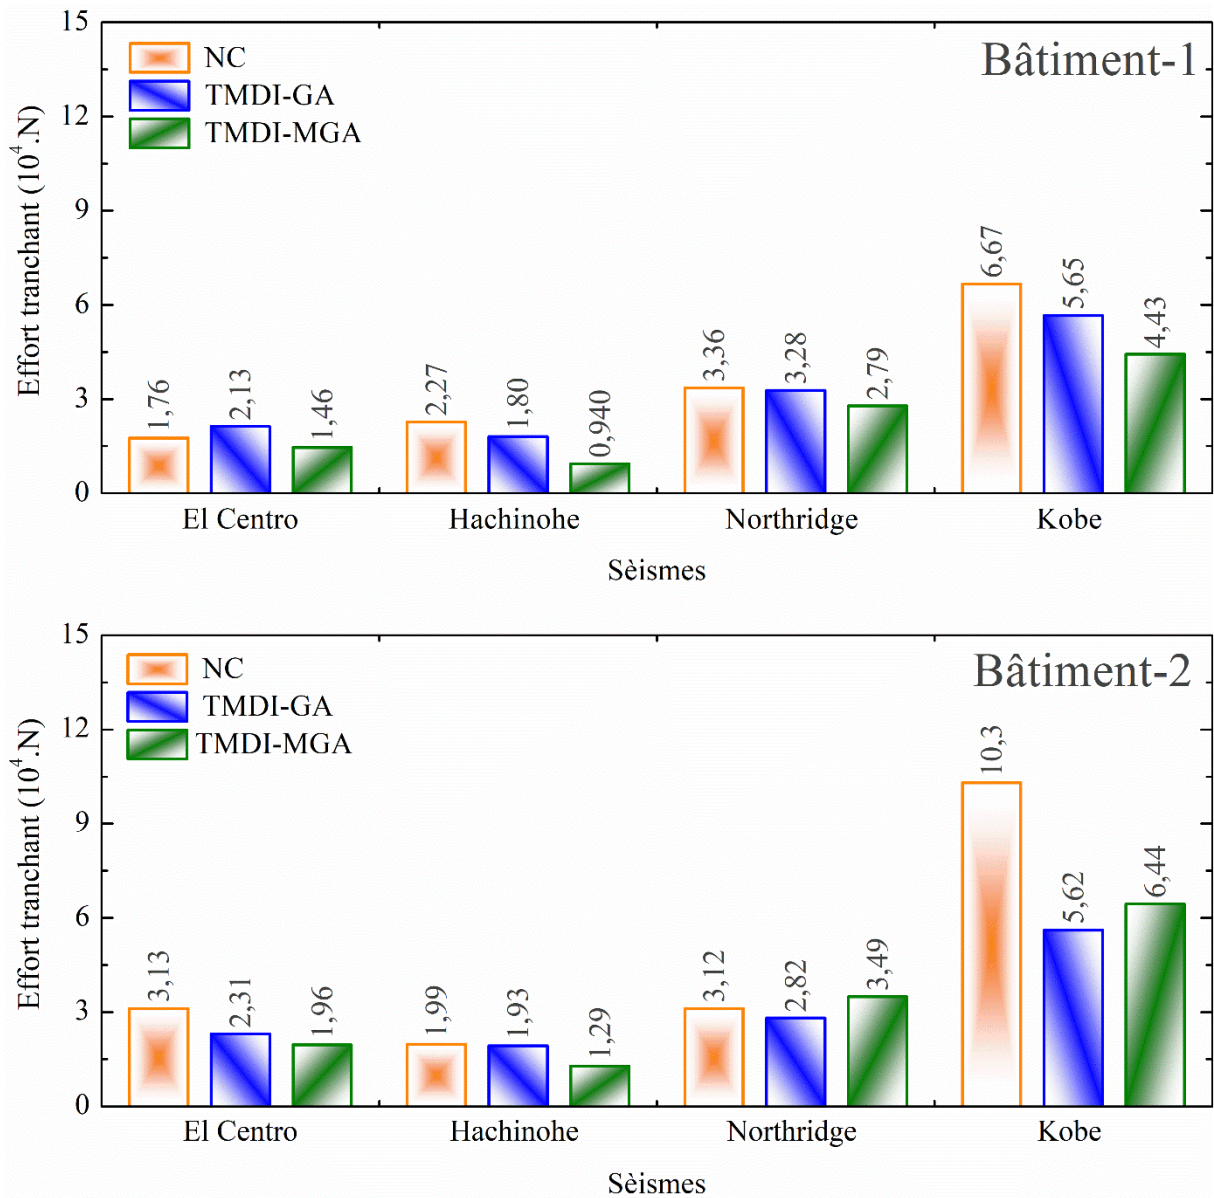 Bâtiment-1
NC
TMDI-GA
TMDI-MGA
Effort tranchant (10⁴.N)
15
12
9
6
3
0
1,76
2,13
1,46
2,27
1,80
0,940
3,36
3,28
2,79
6,67
5,65
4,43
El Centro
Hachinohe
Northridge
Kobe
Sèismes
Bâtiment-2
NC
TMDI-GA
TMDI-MGA
Effort tranchant (10⁴.N)
15
12
9
6
3
0
3,13
2,31
1,96
1,99
1,93
1,29
3,12
2,82
3,49
10,3
5,62
6,44
El Centro
Hachinohe
Northridge
Kobe
Sèismes